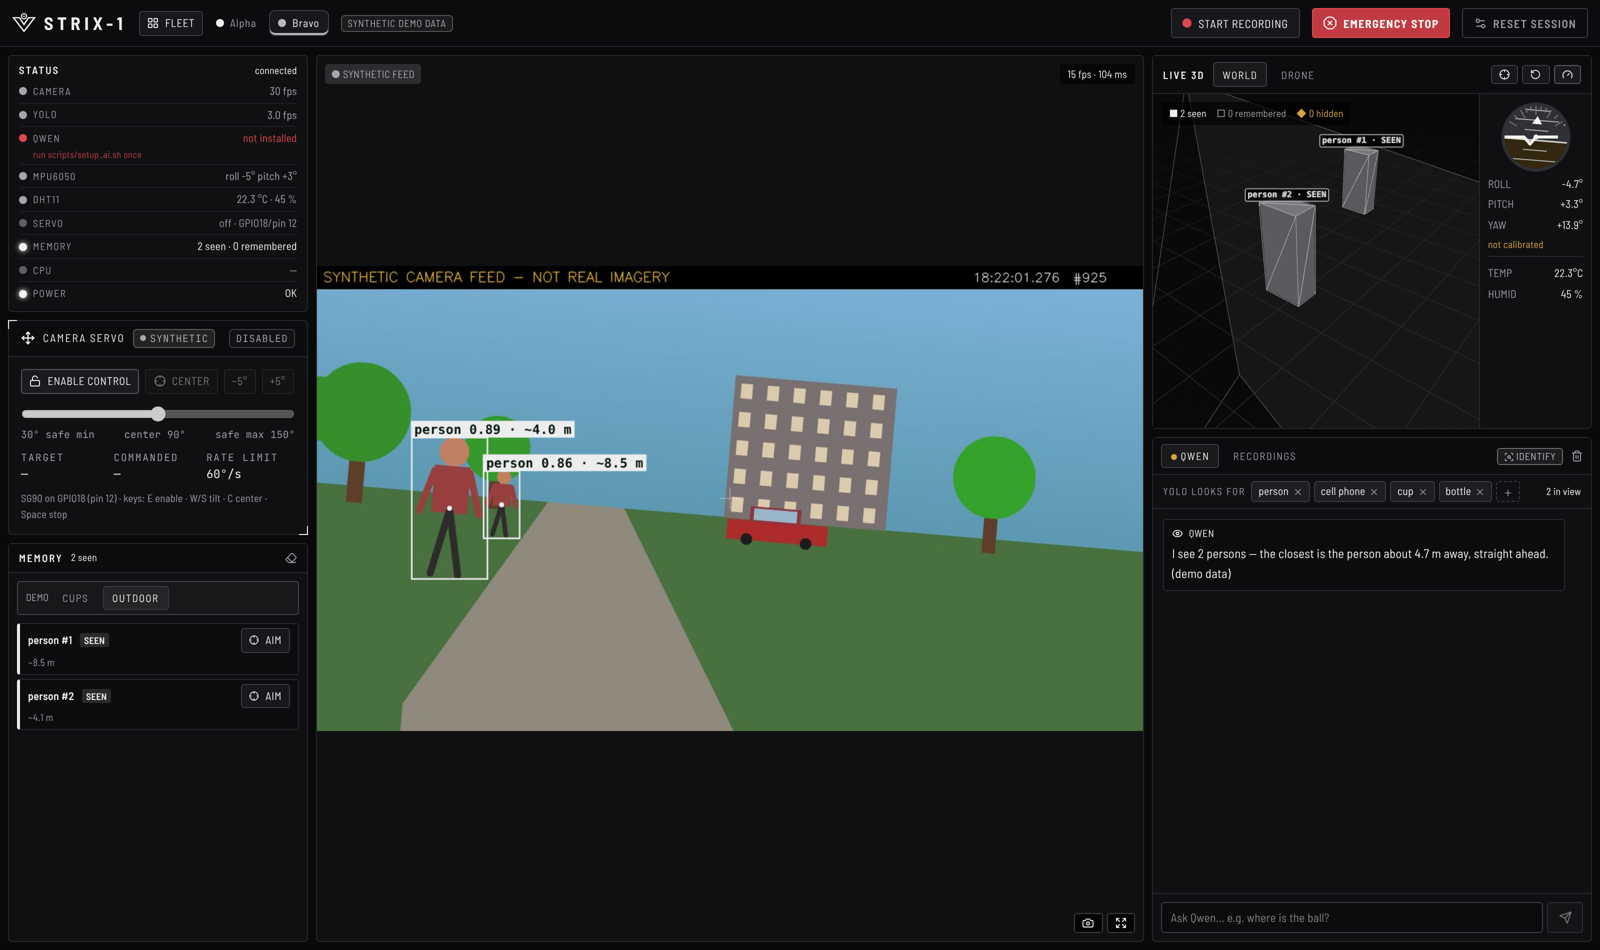 STRIX-1 FLEET Alpha Bravo SYNTHETIC DEMO DATA START RECORDING EMERGENCY STOP RESET SESSION
STATUS connected
CAMERA 30 fps
YOLO 3.0 fps
QWEN not installed
run scripts/setup_ai.sh once
MPU6050 roll -5° pitch +3°
DHT11 22.3 °C · 45 %
SERVO off · GPIO18/pin 12
MEMORY 2 seen · 0 remembered
CPU —
POWER OK
CAMERA SERVO SYNTHETIC DISABLED
ENABLE CONTROL CENTER −5° +5°
30° safe min center 90° safe max 150°
TARGET COMMANDED RATE LIMIT
— — 60°/s
SG90 on GPIO18 (pin 12) · keys: E enable · W/S tilt · C center ·
Space stop
MEMORY 2 seen
DEMO CUPS OUTDOOR
person #1 SEEN AIM
~8.5 m
person #2 SEEN AIM
~4.1 m
SYNTHETIC FEED 15 fps · 104 ms
SYNTHETIC CAMERA FEED — NOT REAL IMAGERY 18:22:01.276 #925
person 0.89 · ~4.0 m
person 0.86 · ~8.5 m
LIVE 3D WORLD DRONE
2 seen 0 remembered 0 hidden
person #1 · SEEN
person #2 · SEEN
ROLL -4.7°
PITCH +3.3°
YAW +13.9°
not calibrated
TEMP 22.3°C
HUMID 45 %
QWEN RECORDINGS IDENTIFY
YOLO LOOKS FOR person × cell phone × cup × bottle × + 2 in view
QWEN
I see 2 persons — the closest is the person about 4.7 m away, straight ahead.
(demo data)
Ask Qwen... e.g. where is the ball?